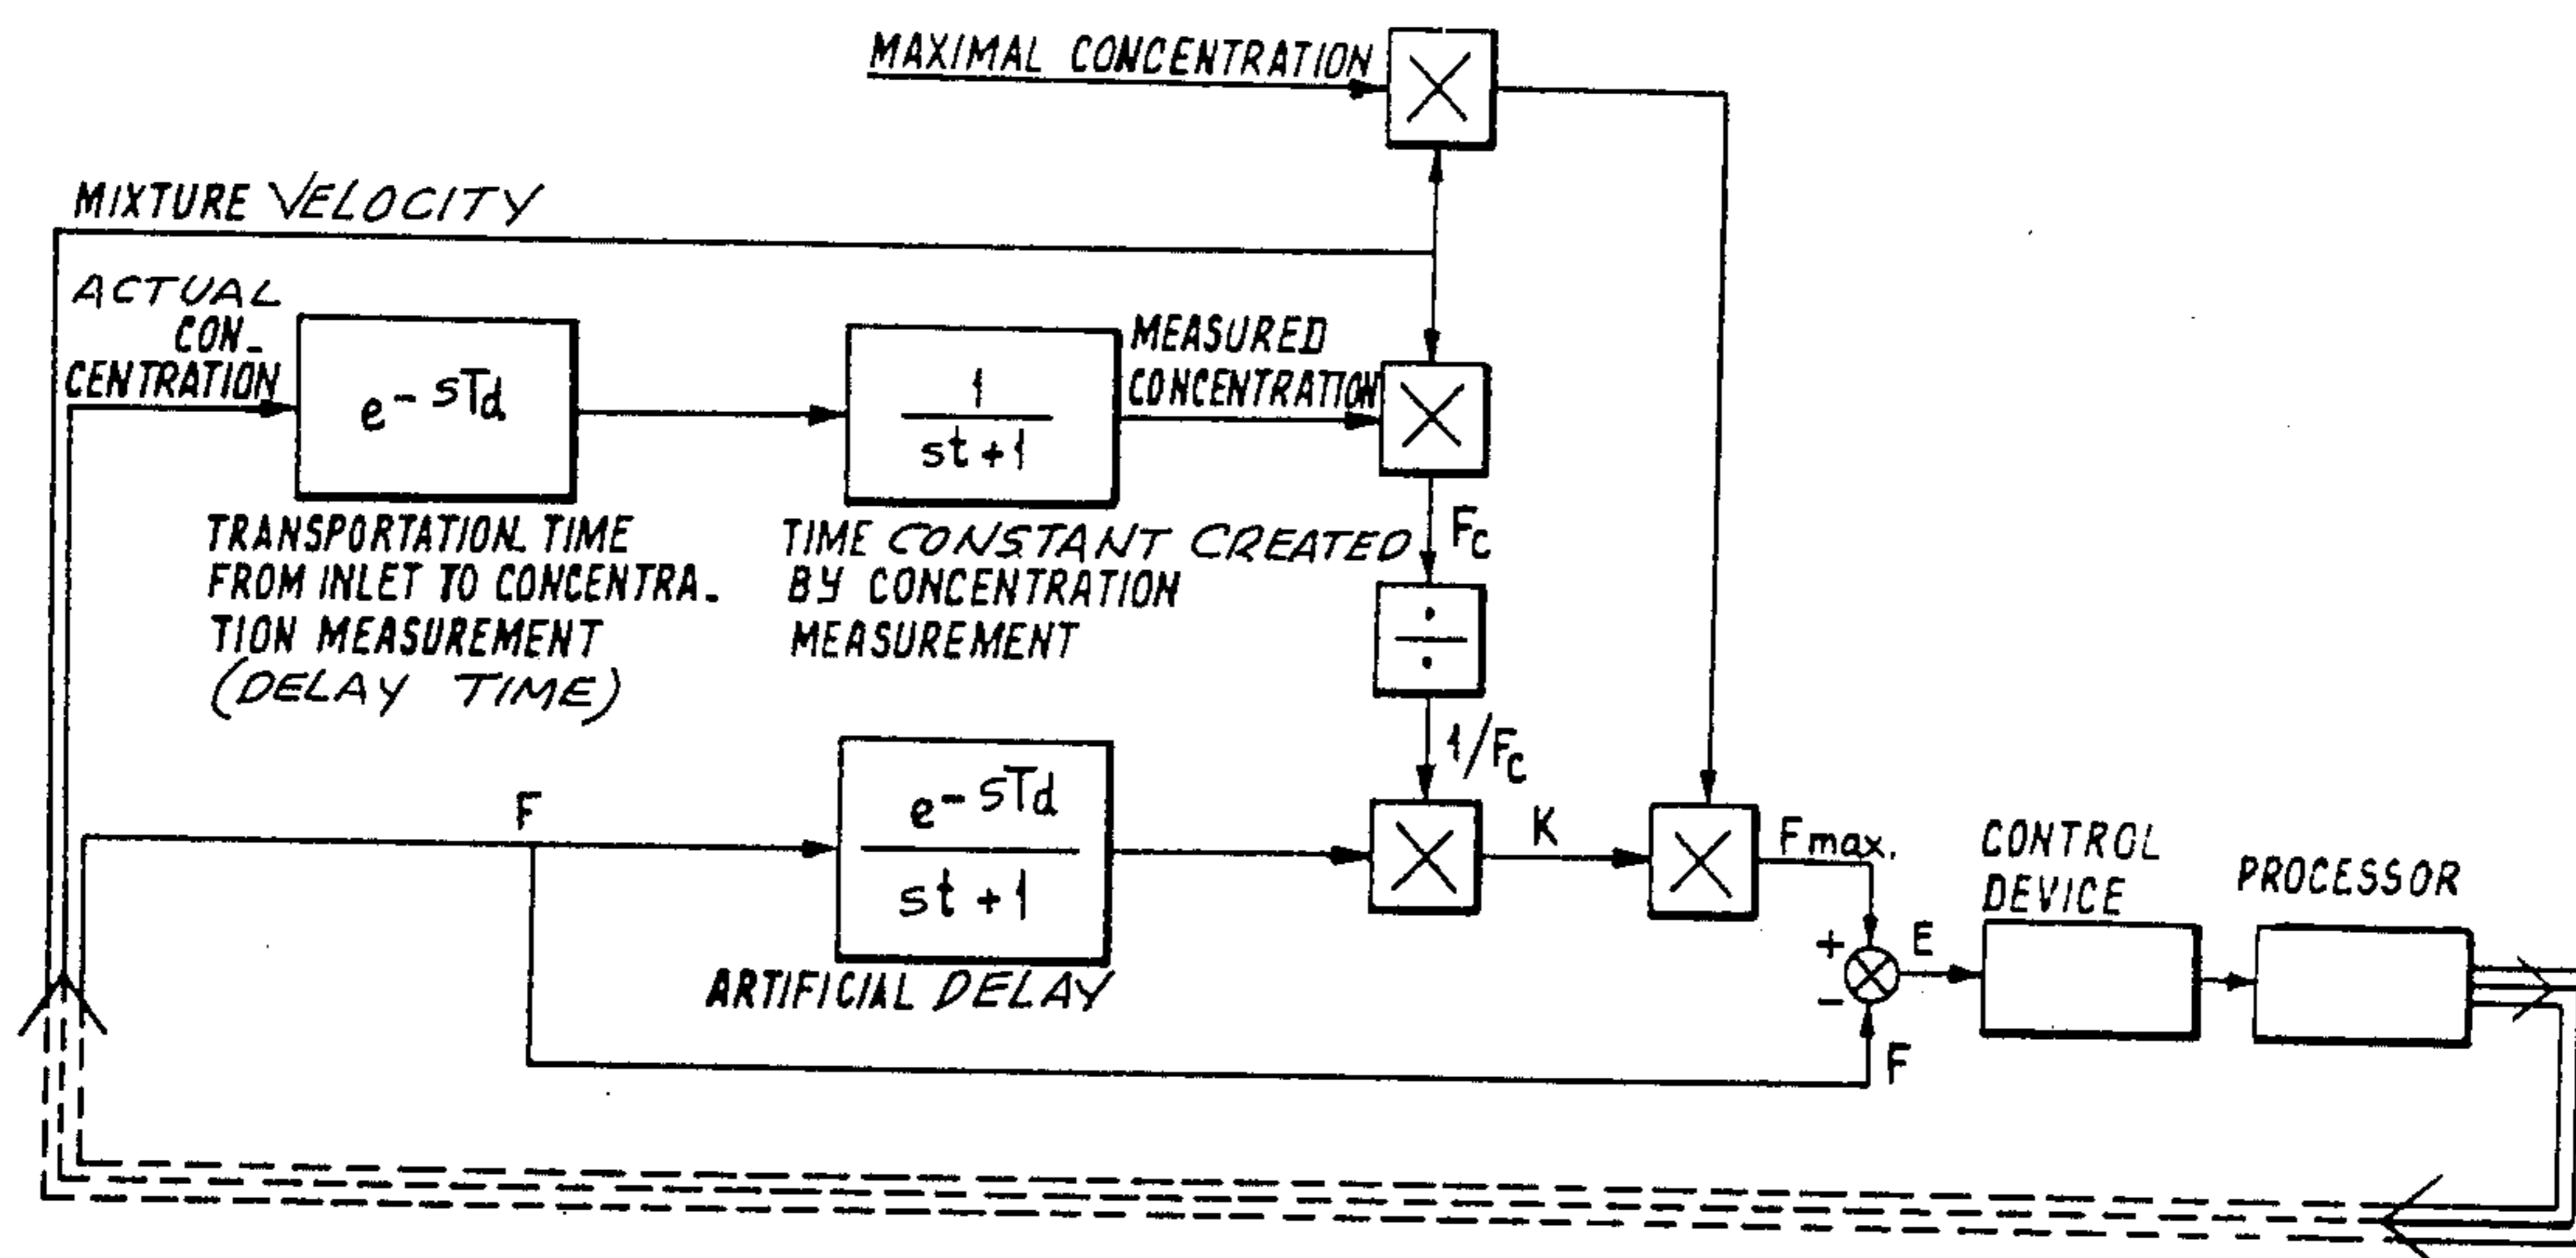 MAXIMAL CONCENTRATION
MIXTURE VELOCITY
ACTUAL
CON-
CENTRATION
e-sTd
1
st+1
MEASURED
CONCENTRATION
TRANSPORTATION TIME
FROM INLET TO CONCENTRA-
TION MEASUREMENT
(DELAY TIME)
TIME CONSTANT CREATED
BY CONCENTRATION
MEASUREMENT
Fc
1/Fc
F
e-sTd
st+1
ARTIFICIAL DELAY
K
Fmax.
+
-
E
F
CONTROL
DEVICE
PROCESSOR